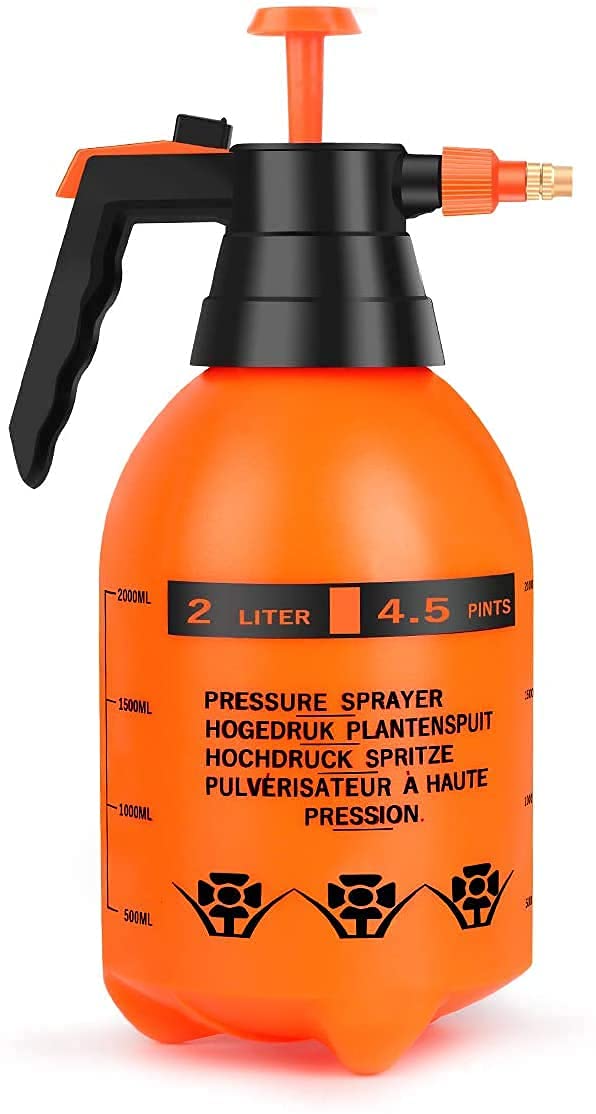 2 LITER 4.5 PINTS
2000ML
1500ML
1000ML
500ML
PRESSURE SPRAYER
HOGEDRUK PLANTENSPUIT
HOCHDRUCK SPRITZE
PULVÉRISATEUR À HAUTE
PRESSION.